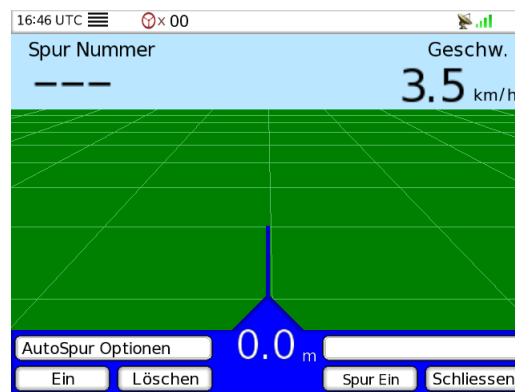 16:46 UTC x 00
Spur Nummer Geschw.
--- 3.5 km/h
0.0 m
AutoSpur Optionen
Ein Löschen Spur Ein Schliessen